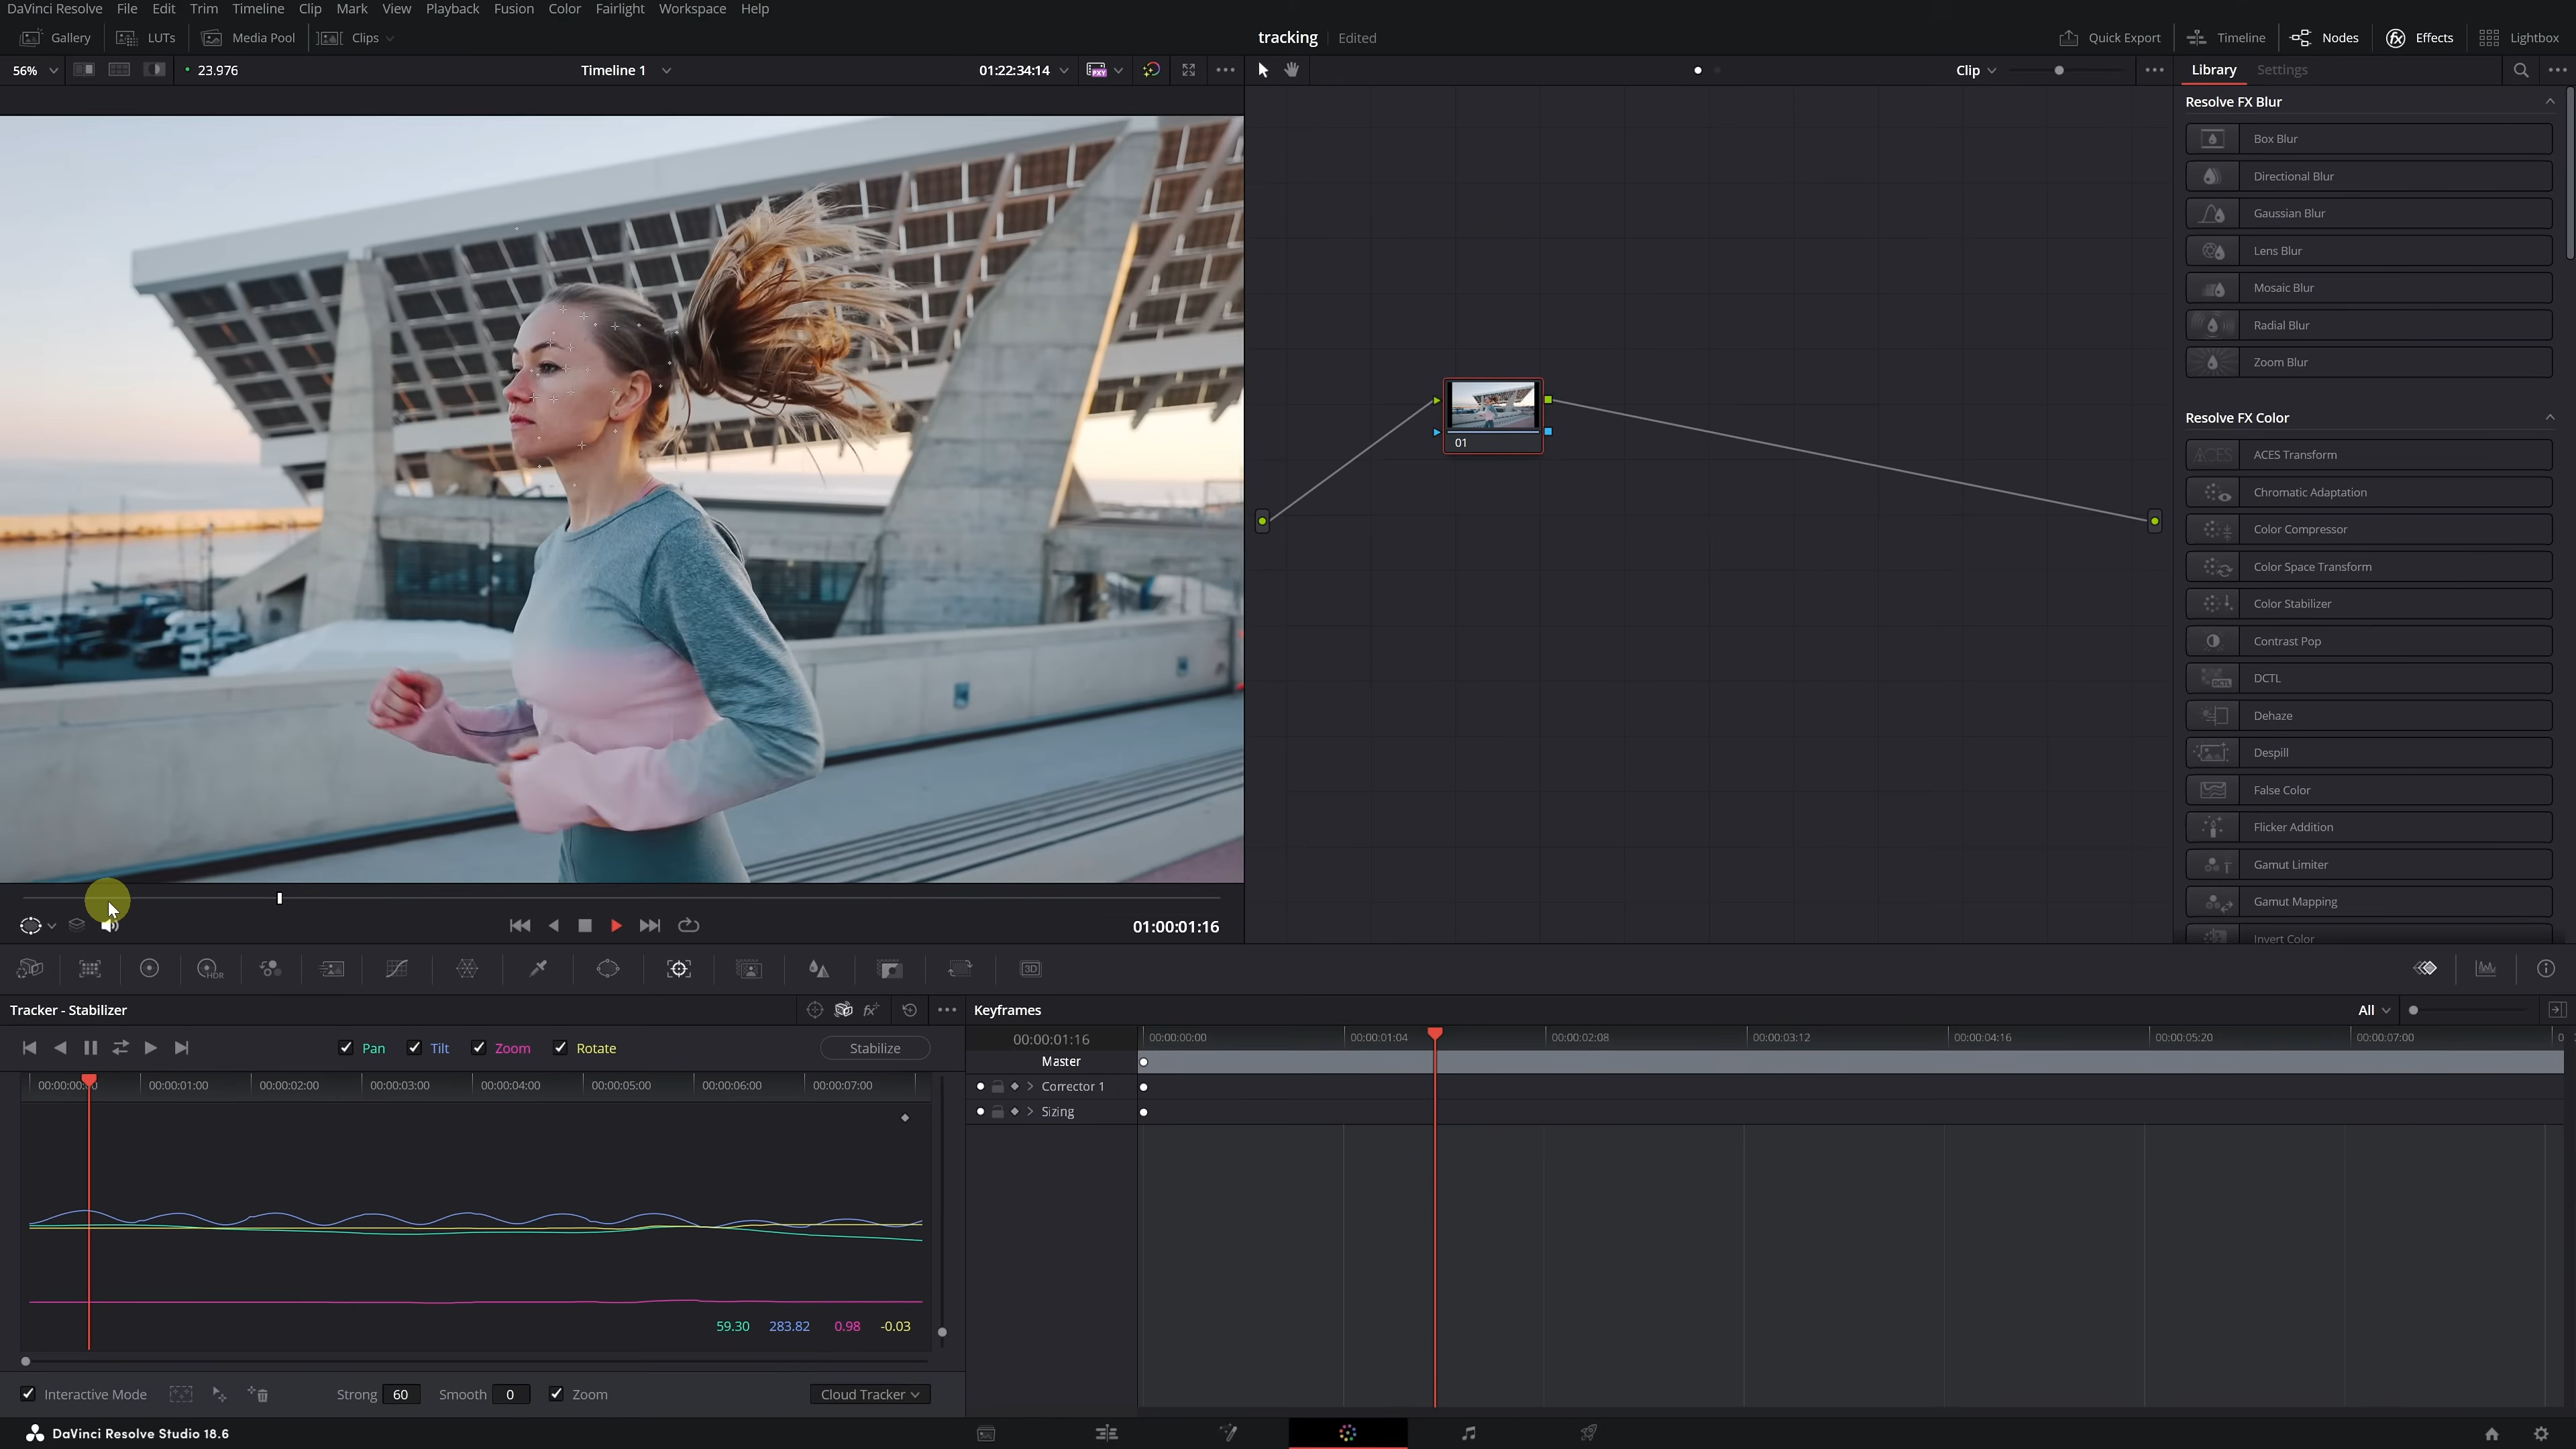 DaVinci Resolve File Edit Trim Timeline Clip Mark View Playback Fusion Color Fairlight Workspace Help
Gallery LUTs Media Pool Clips tracking Edited Quick Export Timeline Nodes Effects Lightbox
56% 23.976 Timeline 1 01:22:34:14 PXY Clip Library Settings
Resolve FX Blur
Box Blur
Directional Blur
Gaussian Blur
Lens Blur
Mosaic Blur
Radial Blur
Zoom Blur
Resolve FX Color
ACES ACES Transform
Chromatic Adaptation
Color Compressor
Color Space Transform
Color Stabilizer
Contrast Pop
DCTL DCTL
Dehaze
Despill
False Color
Flicker Addition
Gamut Limiter
Gamut Mapping
Invert Color
01
01:00:01:16
HDR 3D
Tracker - Stabilizer
Pan Tilt Zoom Rotate Stabilize
00:00:00:00 00:00:01:00 00:00:02:00 00:00:03:00 00:00:04:00 00:00:05:00 00:00:06:00 00:00:07:00
59.30 283.82 0.98 -0.03
Interactive Mode Strong 60 Smooth 0 Zoom Cloud Tracker
Keyframes All
00:00:01:16 00:00:00:00 00:00:01:04 00:00:02:08 00:00:03:12 00:00:04:16 00:00:05:20 00:00:07:00 0
Master
Corrector 1
Sizing
DaVinci Resolve Studio 18.6